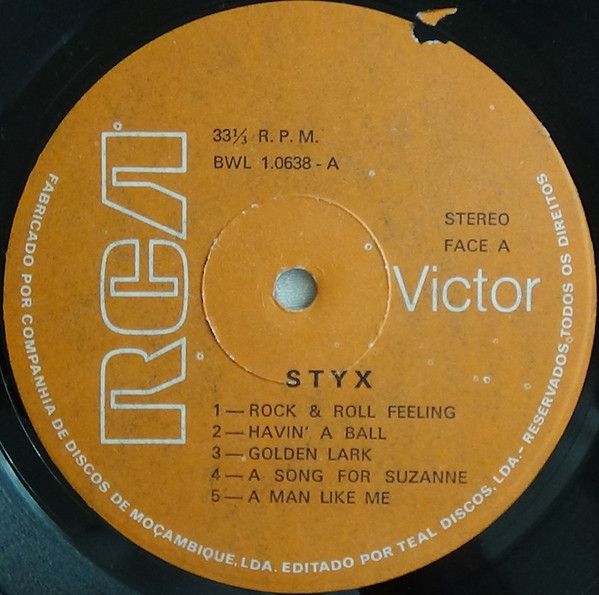 RCA
Victor
33⅓ R. P. M.
BWL 1.0638 - A
STEREO
FACE A
STYX
1 — ROCK & ROLL FEELING
2 — HAVIN' A BALL
3 — GOLDEN LARK
4 — A SONG FOR SUZANNE
5 — A MAN LIKE ME
FABRICADO POR COMPANHIA DE DISCOS DE MOÇAMBIQUE, LDA. EDITADO POR TEAL DISCOS, LDA. - RESERVADOS TODOS OS DIREITOS